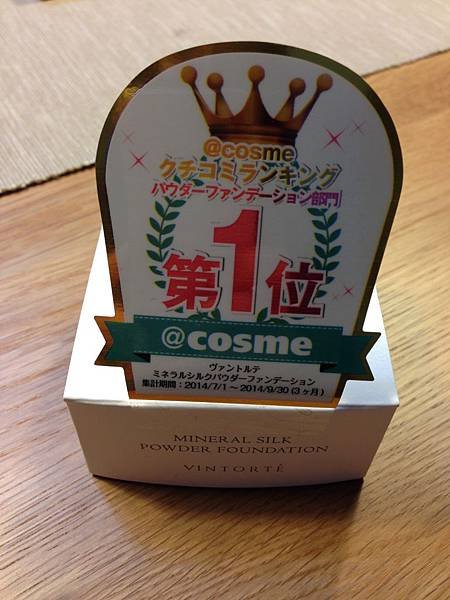 @cosme
クチコミランキング
パウダーファンデーション部門
第1位
@cosme
ヴァントルテ
ミネラルシルクパウダーファンデーション
集計期間：2014/7/1～2014/9/30(3ヶ月)
MINERAL SILK
POWDER FOUNDATION
VINTORTÉ